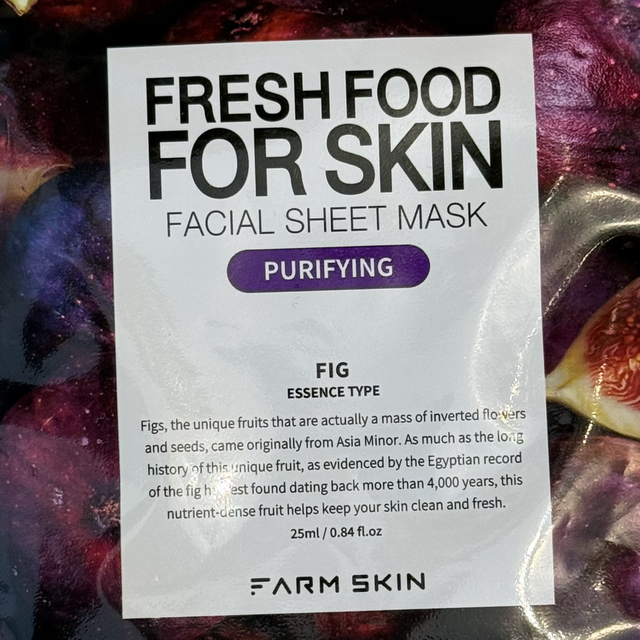 FRESH FOOD
FOR SKIN
FACIAL SHEET MASK
PURIFYING
FIG
ESSENCE TYPE
Figs, the unique fruits that are actually a mass of inverted flowers
and seeds, came originally from Asia Minor. As much as the long
history of this unique fruit, as evidenced by the Egyptian record
of the fig harvest found dating back more than 4,000 years, this
nutrient-dense fruit helps keep your skin clean and fresh.
25ml / 0.84 fl.oz
FARM SKIN